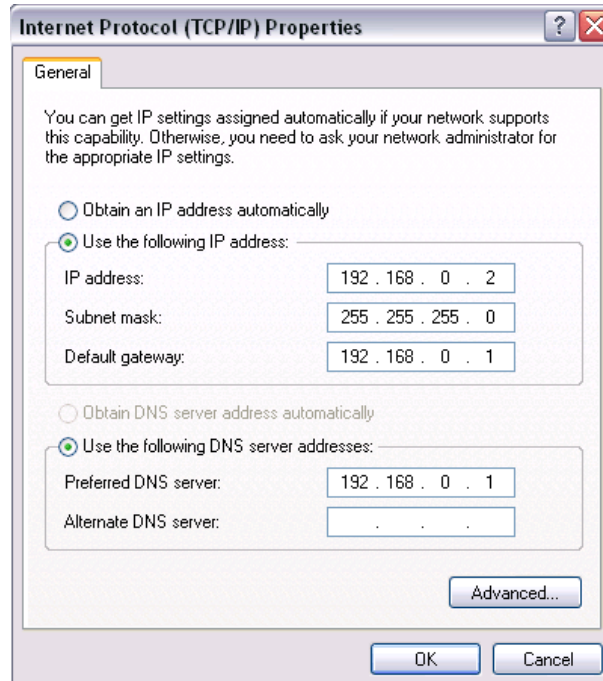 Internet Protocol (TCP/IP) Properties
General
You can get IP settings assigned automatically if your network supports
this capability. Otherwise, you need to ask your network administrator for
the appropriate IP settings.
Obtain an IP address automatically
Use the following IP address:
IP address: 192 . 168 . 0 . 2
Subnet mask: 255 . 255 . 255 . 0
Default gateway: 192 . 168 . 0 . 1
Obtain DNS server address automatically
Use the following DNS server addresses:
Preferred DNS server: 192 . 168 . 0 . 1
Alternate DNS server: . . .
Advanced...
OK Cancel